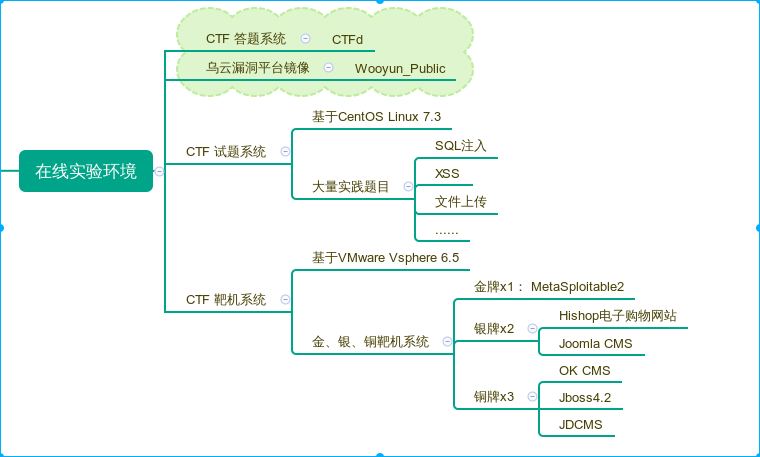 在线实验环境
CTF 答题系统
CTFd
乌云漏洞平台镜像
Wooyun_Public
CTF 试题系统
基于CentOS Linux 7.3
大量实践题目
SQL注入
XSS
文件上传
......
CTF 靶机系统
基于VMware Vsphere 6.5
金、银、铜靶机系统
金牌x1： MetaSploitable2
银牌x2
Hishop电子购物网站
Joomla CMS
铜牌x3
OK CMS
Jboss4.2
JDCMS